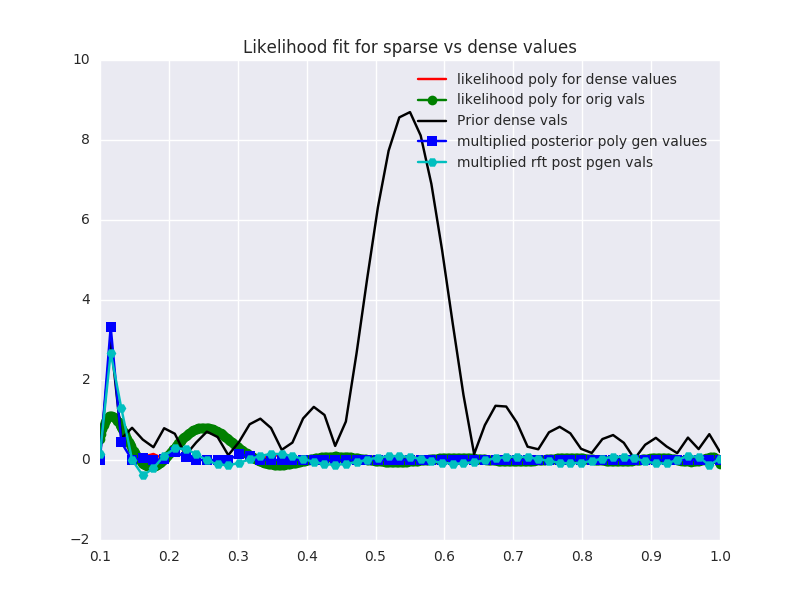 Likelihood fit for sparse vs dense values
likelihood poly for dense values
likelihood poly for orig vals
Prior dense vals
multiplied posterior poly gen values
multiplied rft post pgen vals
10
8
6
4
2
0
−2
0.1 0.2 0.3 0.4 0.5 0.6 0.7 0.8 0.9 1.0